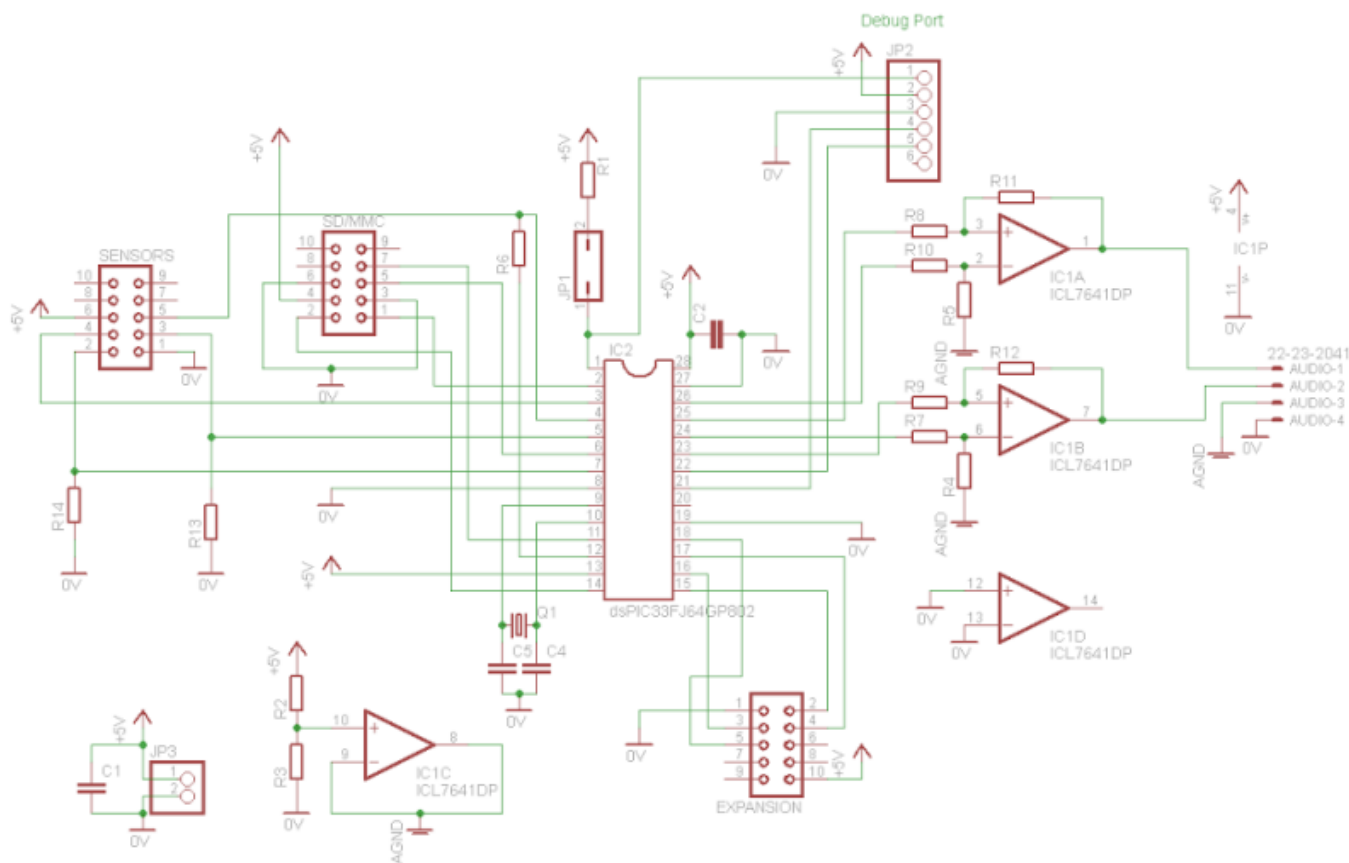 Debug Port
JP2
+5V
1
2
3
4
5
6
0V
+5V
+5V
R1
2
JP1
1
SD/MMC
10 9
8 7
6 5
4 3
2 1
0V
R6
SENSORS
10 9
8 7
6 5
4 3
2 1
+5V
0V
R14
0V
R13
0V
0V
+5V
+5V
C2
0V
IC2
1 28
2 27
3 26
4 25
5 24
6 23
7 22
8 21
9 20
10 19
11 18
12 17
13 16
14 15
dsPIC33FJ64GP802
0V
Q1
C5 C4
0V
R11
R8
R10
3
2
1
IC1A
ICL7641DP
R5
AGND
R12
R9
R7
5
6
7
IC1B
ICL7641DP
R4
AGND
+5V
4
V+
IC1P
V-
11
0V
22-23-2041
AUDIO-1
AUDIO-2
AUDIO-3
AUDIO-4
0V
AGND
12
13
14
0V
0V
IC1D
ICL7641DP
+5V
R2
R3
0V
10
9
8
IC1C
ICL7641DP
AGND
+5V
JP3
1
2
C1
0V
1 2
3 4
5 6
7 8
9 10
0V
+5V
EXPANSION